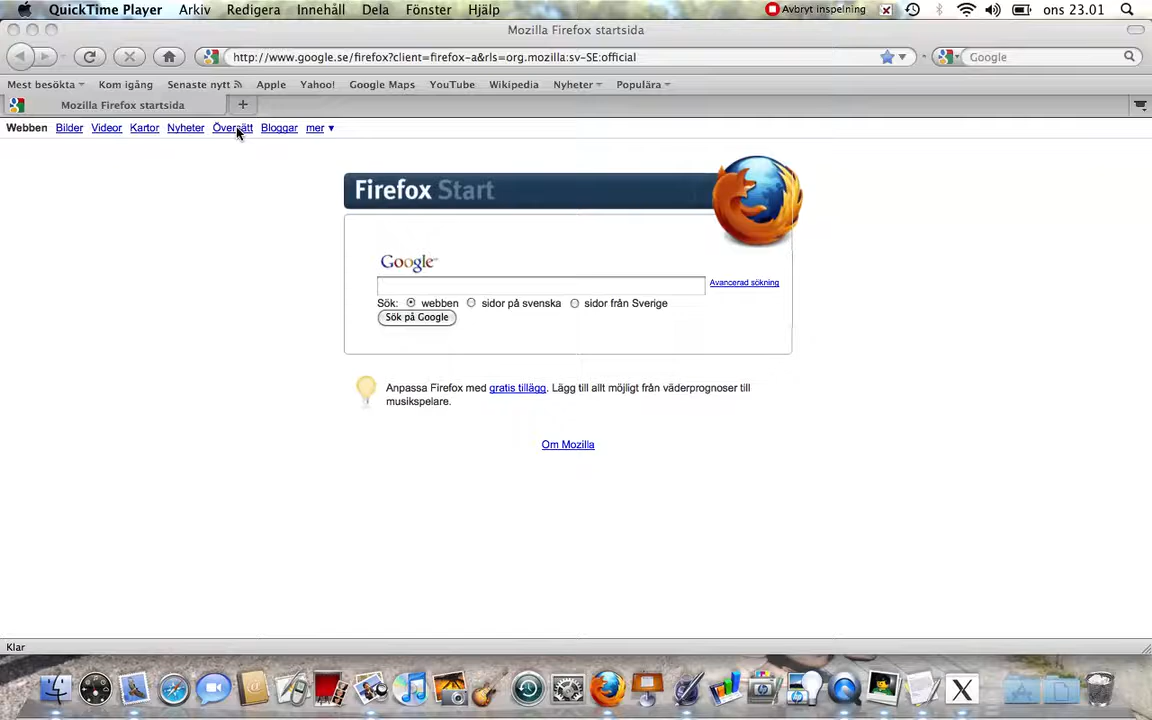 QuickTime Player Arkiv Redigera Innehåll Dela Fönster Hjälp Avbryt inspelning ons 23.01
Mozilla Firefox startsida
http://www.google.se/firefox?client=firefox-a&rls=org.mozilla:sv-SE:official Google
Mest besökta Kom igång Senaste nytt Apple Yahoo! Google Maps YouTube Wikipedia Nyheter Populära
Mozilla Firefox startsida
Webben Bilder Videor Kartor Nyheter Översätt Bloggar mer
Firefox Start
Google
Avancerad sökning
Sök: webben sidor på svenska sidor från Sverige
Sök på Google
Anpassa Firefox med gratis tillägg. Lägg till allt möjligt från väderprognoser till
musikspelare.
Om Mozilla
Klar